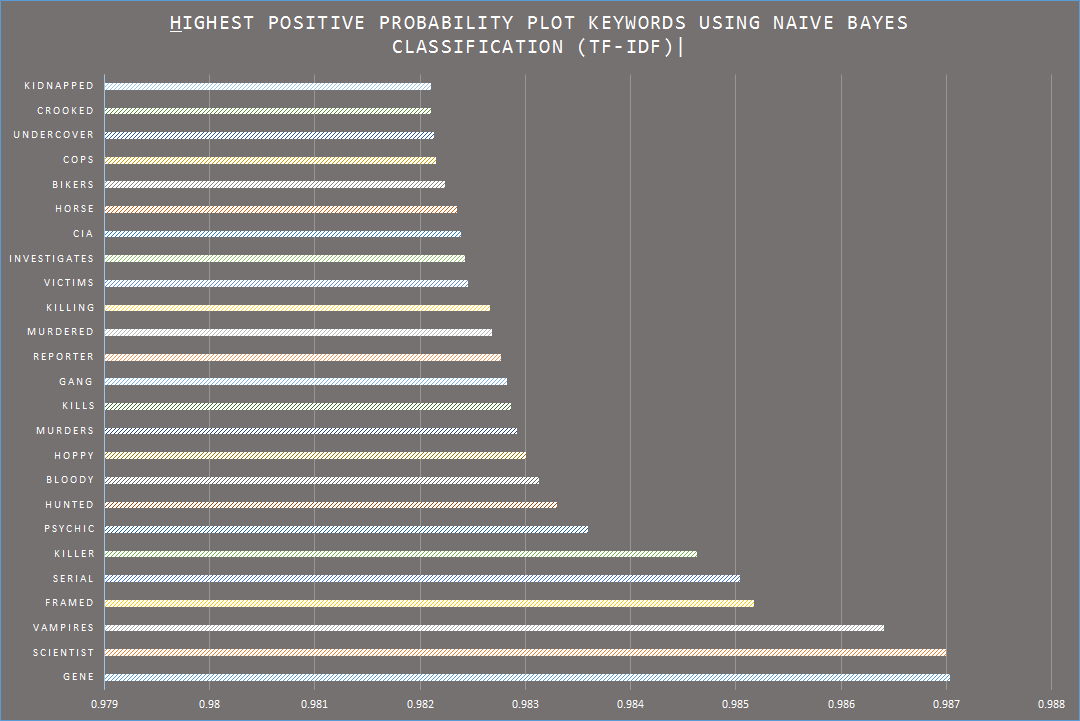 HIGHEST POSITIVE PROBABILITY PLOT KEYWORDS USING NAIVE BAYES
CLASSIFICATION (TF-IDF)|
KIDNAPPED
CROOKED
UNDERCOVER
COPS
BIKERS
HORSE
CIA
INVESTIGATES
VICTIMS
KILLING
MURDERED
REPORTER
GANG
KILLS
MURDERS
HOPPY
BLOODY
HUNTED
PSYCHIC
KILLER
SERIAL
FRAMED
VAMPIRES
SCIENTIST
GENE
0.979 0.98 0.981 0.982 0.983 0.984 0.985 0.986 0.987 0.988